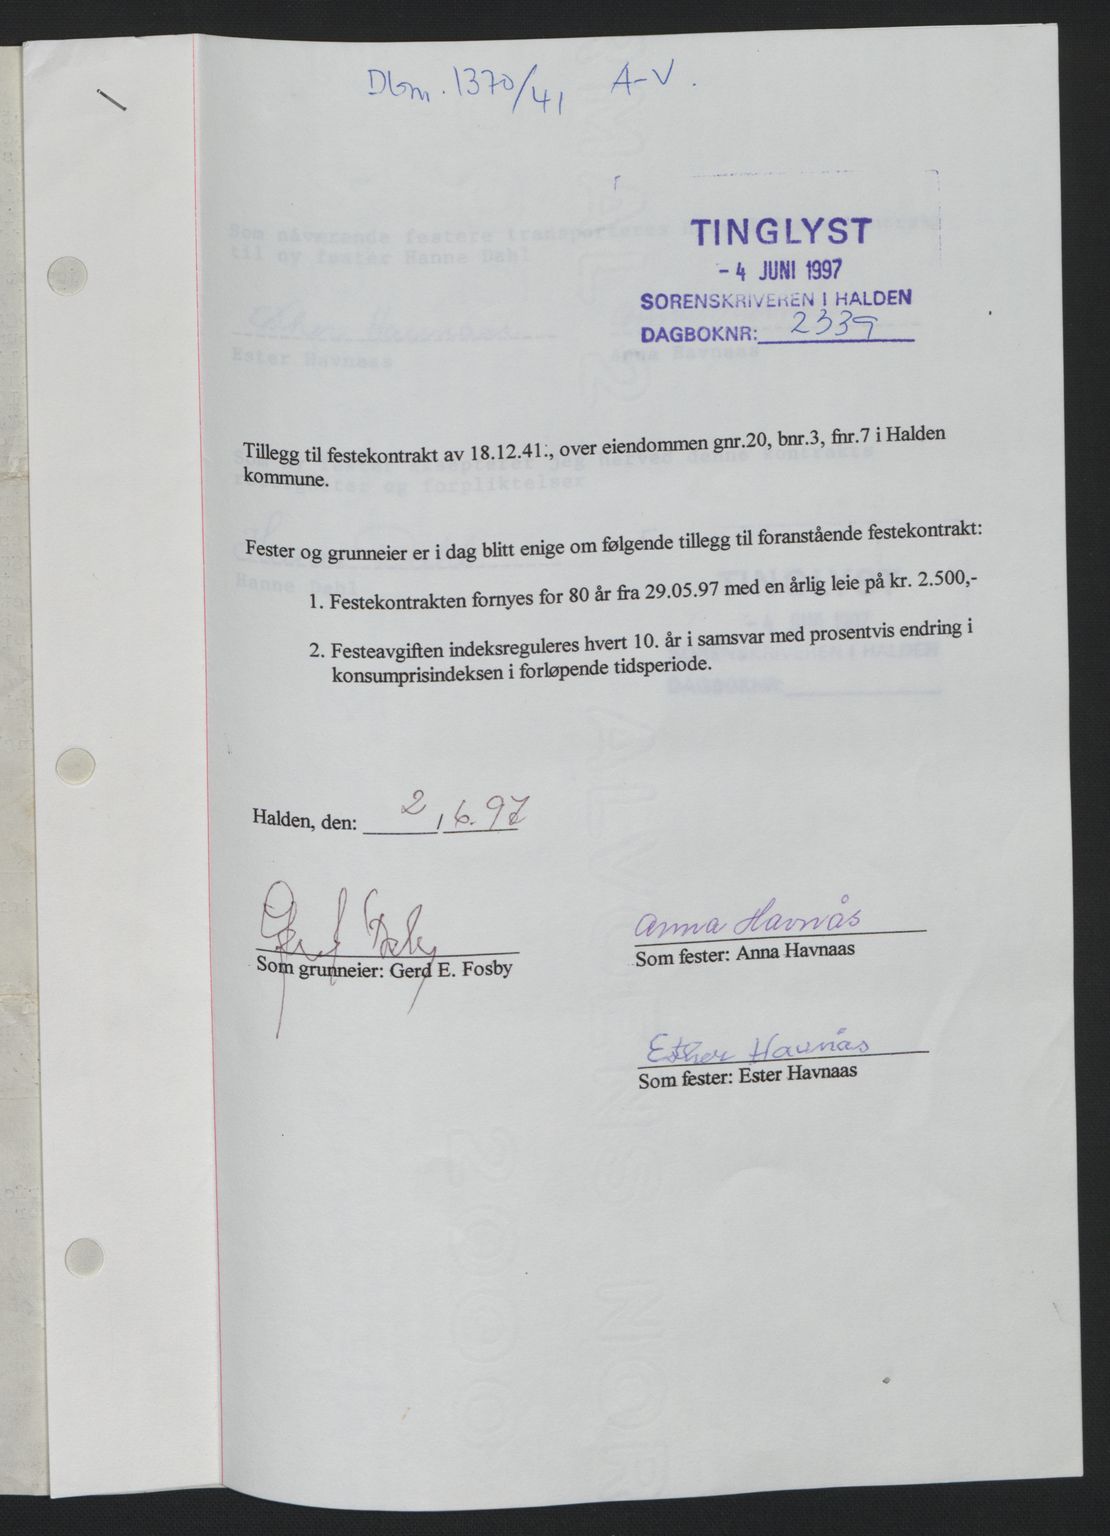 Dbm. 1370/41 A-V.
TINGLYST
- 4 JUNI 1997
SORENSKRIVEREN I HALDEN
DAGBOKNR: 2339
Tillegg til festekontrakt av 18.12.41., over eiendommen gnr.20, bnr.3, fnr.7 i Halden
kommune.
Fester og grunneier er i dag blitt enige om følgende tillegg til foranstående festekontrakt:
1. Festekontrakten fornyes for 80 år fra 29.05.97 med en årlig leie på kr. 2.500,-
2. Festeavgiften indeksreguleres hvert 10. år i samsvar med prosentvis endring i
konsumprisindeksen i forløpende tidsperiode.
Halden, den: 2 / 6. 97
Anna Havnås
Som grunneier: Gerd E. Fosby
Som fester: Anna Havnaas
Esther Havnås
Som fester: Ester Havnaas